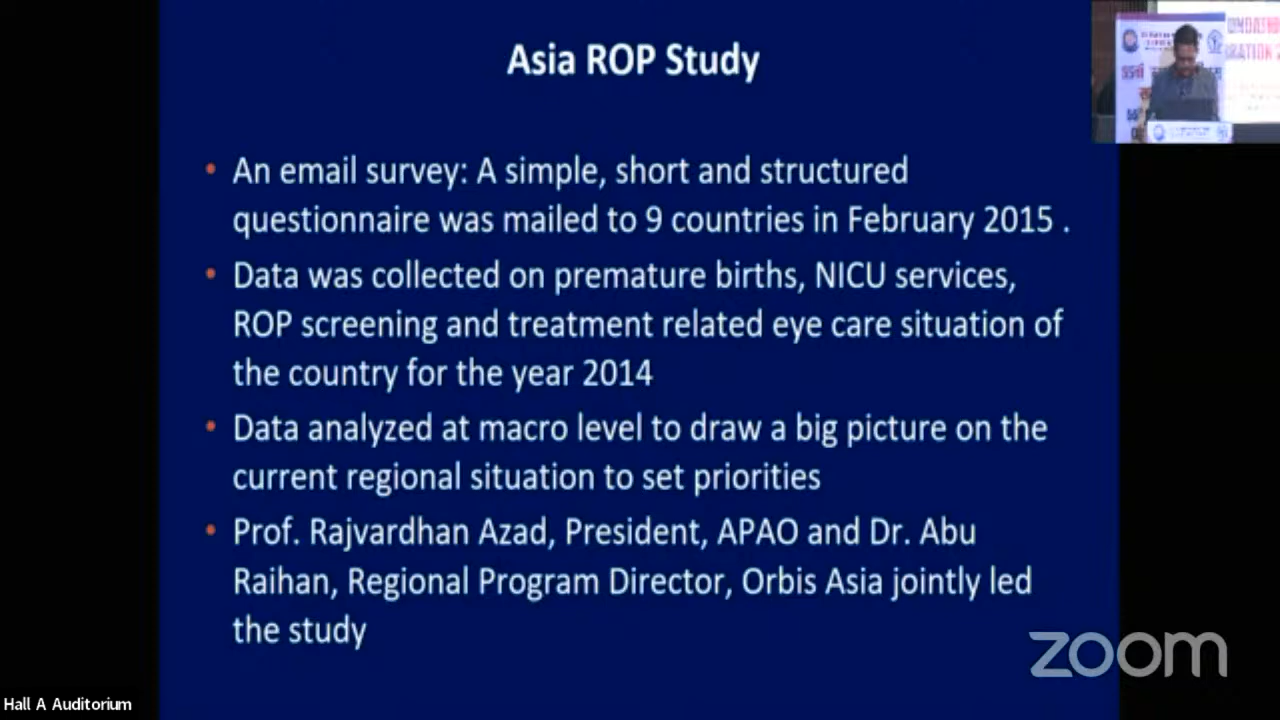 Asia ROP Study
• An email survey: A simple, short and structured
questionnaire was mailed to 9 countries in February 2015 .
• Data was collected on premature births, NICU services,
ROP screening and treatment related eye care situation of
the country for the year 2014
• Data analyzed at macro level to draw a big picture on the
current regional situation to set priorities
• Prof. Rajvardhan Azad, President, APAO and Dr. Abu
Raihan, Regional Program Director, Orbis Asia jointly led
the study
zoom
Hall A Auditorium